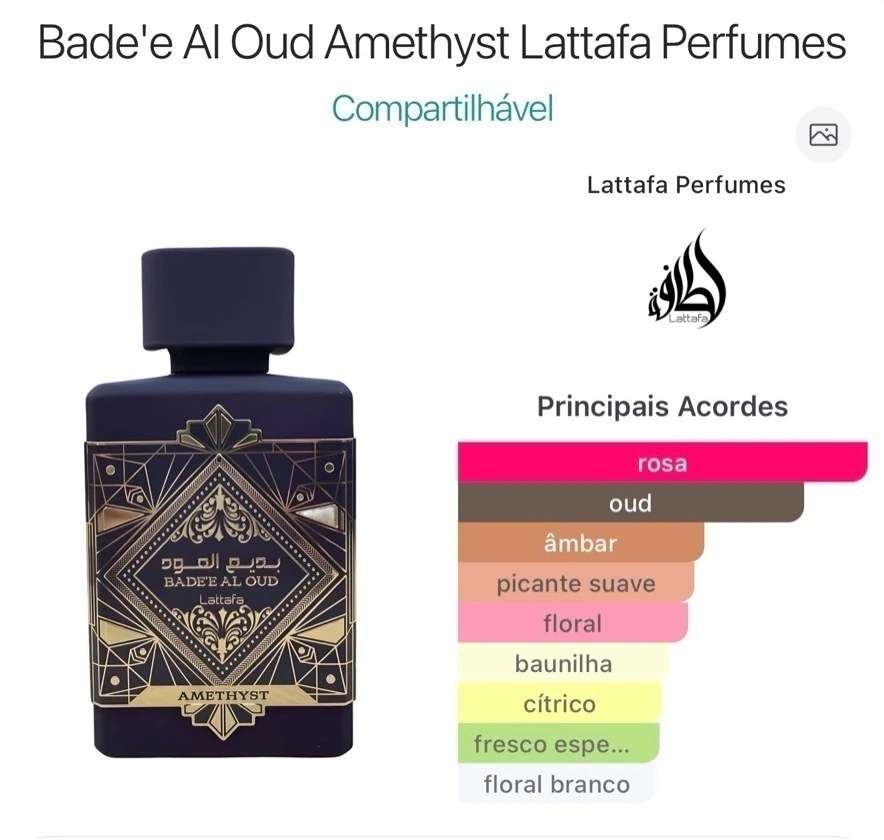 Bade'e Al Oud Amethyst Lattafa Perfumes
Compartilhável
Lattafa Perfumes
لطافة
Lattafa
Principais Acordes
rosa
oud
âmbar
picante suave
floral
baunilha
cítrico
fresco espe...
floral branco
بديع العود
BADE'E AL OUD
Lattafa
AMETHYST